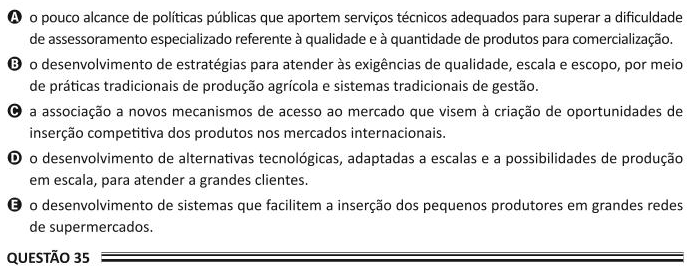 A o pouco alcance de políticas públicas que aportem serviços técnicos adequados para superar a dificuldade
de assessoramento especializado referente à qualidade e à quantidade de produtos para comercialização.
B o desenvolvimento de estratégias para atender às exigências de qualidade, escala e escopo, por meio
de práticas tradicionais de produção agrícola e sistemas tradicionais de gestão.
C a associação a novos mecanismos de acesso ao mercado que visem à criação de oportunidades de
inserção competitiva dos produtos nos mercados internacionais.
D o desenvolvimento de alternativas tecnológicas, adaptadas a escalas e a possibilidades de produção
em escala, para atender a grandes clientes.
E o desenvolvimento de sistemas que facilitem a inserção dos pequenos produtores em grandes redes
de supermercados.
QUESTÃO 35